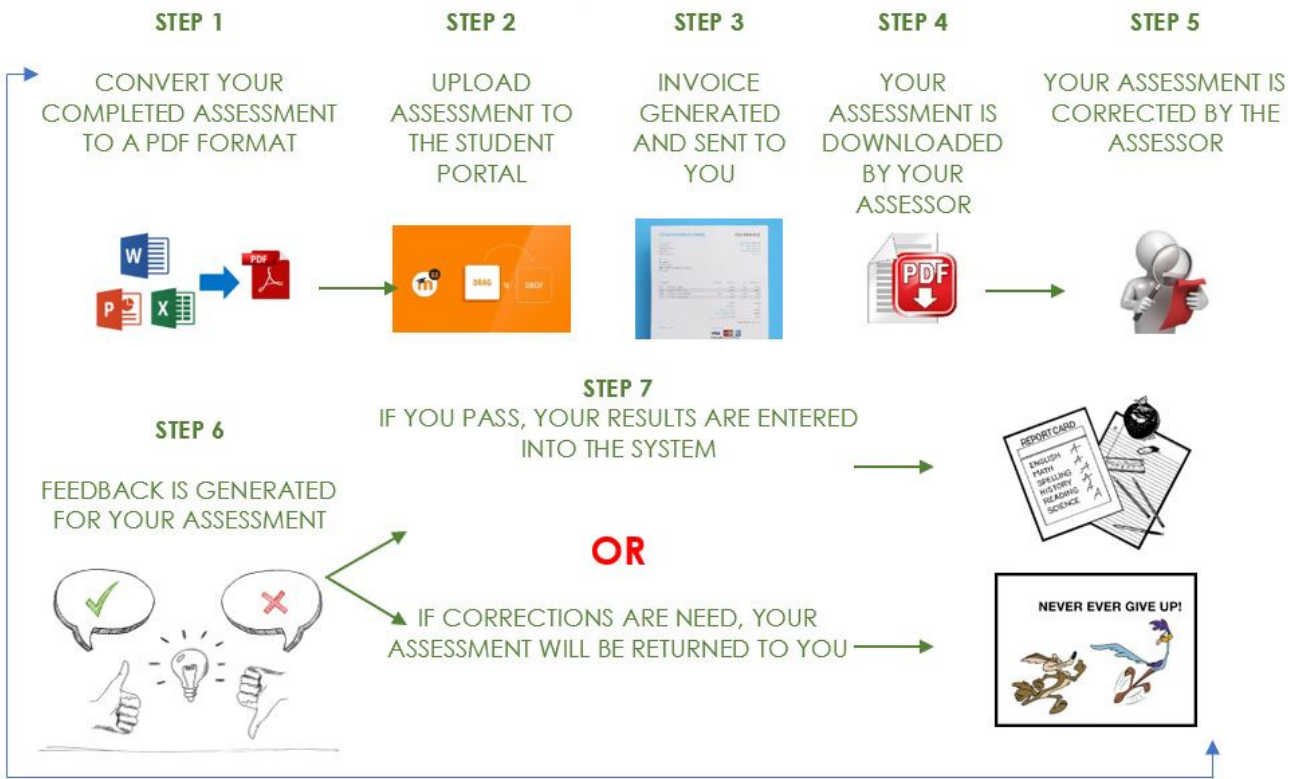 STEP 1
CONVERT YOUR
COMPLETED ASSESSMENT
TO A PDF FORMAT
W
P
X
PDF
STEP 2
UPLOAD
ASSESSMENT TO
THE STUDENT
PORTAL
m
DRAG
DROP
STEP 3
INVOICE
GENERATED
AND SENT TO
YOU
VISA
STEP 4
YOUR
ASSESSMENT IS
DOWNLOADED
BY YOUR
ASSESSOR
PDF
STEP 5
YOUR ASSESSMENT IS
CORRECTED BY THE
ASSESSOR
STEP 6
FEEDBACK IS GENERATED
FOR YOUR ASSESSMENT
STEP 7
IF YOU PASS, YOUR RESULTS ARE ENTERED
INTO THE SYSTEM
REPORT CARD
ENGLISH A+
MATH A
SPELLING A
HISTORY A
READING A
SCIENCE A
OR
IF CORRECTIONS ARE NEED, YOUR
ASSESSMENT WILL BE RETURNED TO YOU
NEVER EVER GIVE UP!